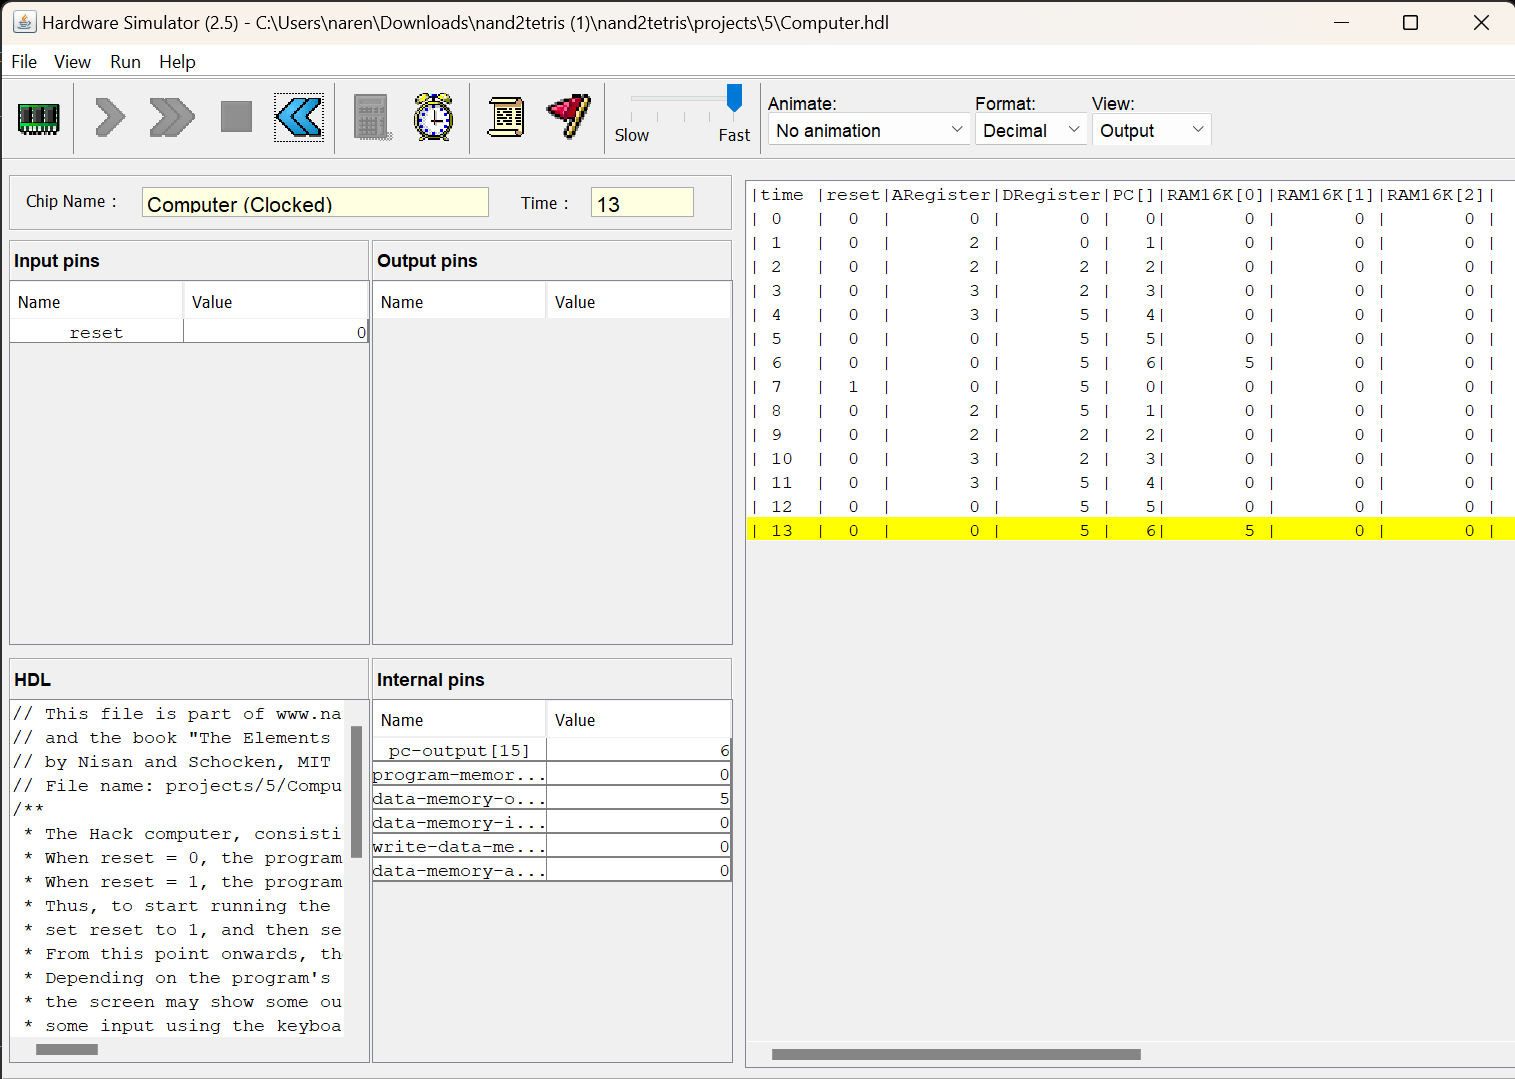 Hardware Simulator (2.5) - C:\Users\naren\Downloads\nand2tetris (1)\nand2tetris\projects\5\Computer.hdl
File View Run Help
Slow Fast
Animate: Format: View:
No animation Decimal Output
Chip Name : Computer (Clocked) Time : 13
Input pins
Name Value
reset 0
Output pins
Name Value
HDL
// This file is part of www.na
// and the book "The Elements
// by Nisan and Schocken, MIT
// File name: projects/5/Compu
/**
* The Hack computer, consisti
* When reset = 0, the program
* When reset = 1, the program
* Thus, to start running the
* set reset to 1, and then se
* From this point onwards, th
* Depending on the program's
* the screen may show some ou
* some input using the keyboa
Internal pins
Name Value
pc-output[15] 6
program-memor... 0
data-memory-o... 5
data-memory-i... 0
write-data-me... 0
data-memory-a... 0
|time |reset|ARegister|DRegister|PC[]|RAM16K[0]|RAM16K[1]|RAM16K[2]|
| 0 | 0 | 0 | 0 | 0| 0 | 0 | 0 |
| 1 | 0 | 2 | 0 | 1| 0 | 0 | 0 |
| 2 | 0 | 2 | 2 | 2| 0 | 0 | 0 |
| 3 | 0 | 3 | 2 | 3| 0 | 0 | 0 |
| 4 | 0 | 3 | 5 | 4| 0 | 0 | 0 |
| 5 | 0 | 0 | 5 | 5| 0 | 0 | 0 |
| 6 | 0 | 0 | 5 | 6| 5 | 0 | 0 |
| 7 | 1 | 0 | 5 | 0| 0 | 0 | 0 |
| 8 | 0 | 2 | 5 | 1| 0 | 0 | 0 |
| 9 | 0 | 2 | 2 | 2| 0 | 0 | 0 |
| 10 | 0 | 3 | 2 | 3| 0 | 0 | 0 |
| 11 | 0 | 3 | 5 | 4| 0 | 0 | 0 |
| 12 | 0 | 0 | 5 | 5| 0 | 0 | 0 |
| 13 | 0 | 0 | 5 | 6| 5 | 0 | 0 |